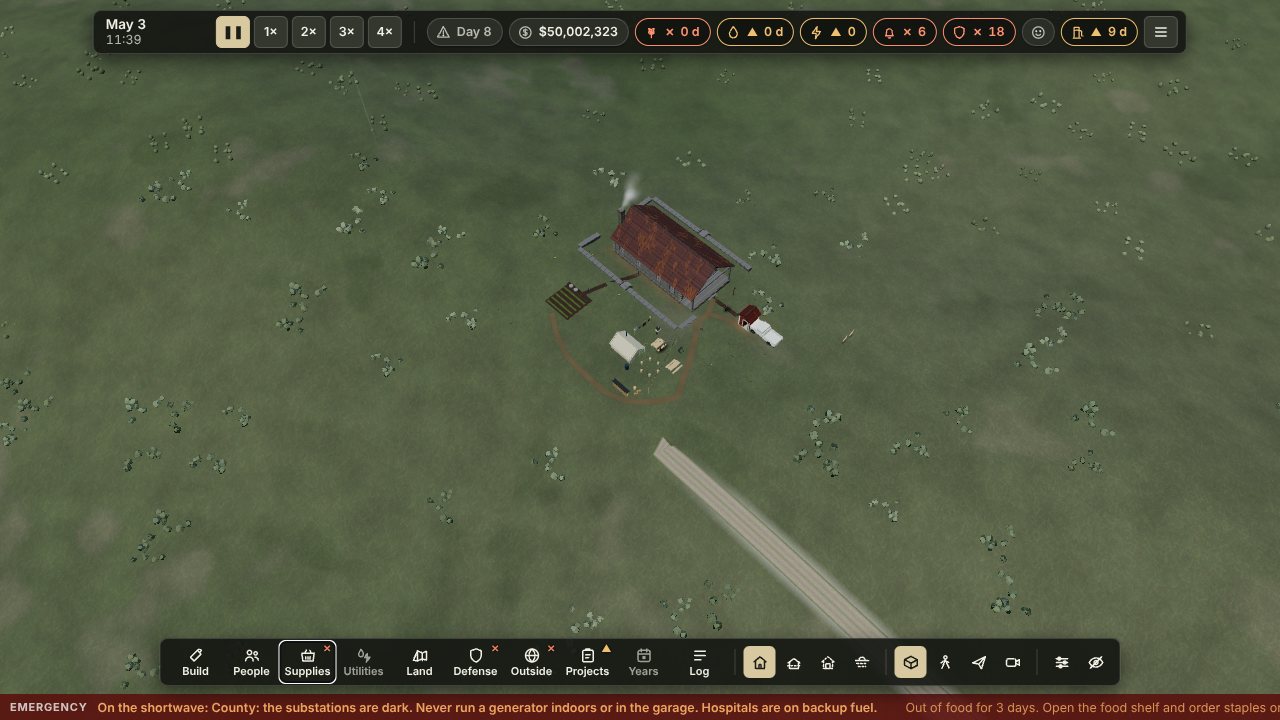 May 3
11:39
1×
2×
3×
4×
Day 8
$50,002,323
× 0 d
▲ 0 d
▲ 0
× 6
× 18
▲ 9 d
Build
People
Supplies
Utilities
Land
Defense
Outside
Projects
Years
Log
EMERGENCY On the shortwave: County: the substations are dark. Never run a generator indoors or in the garage. Hospitals are on backup fuel. Out of food for 3 days. Open the food shelf and order staples or